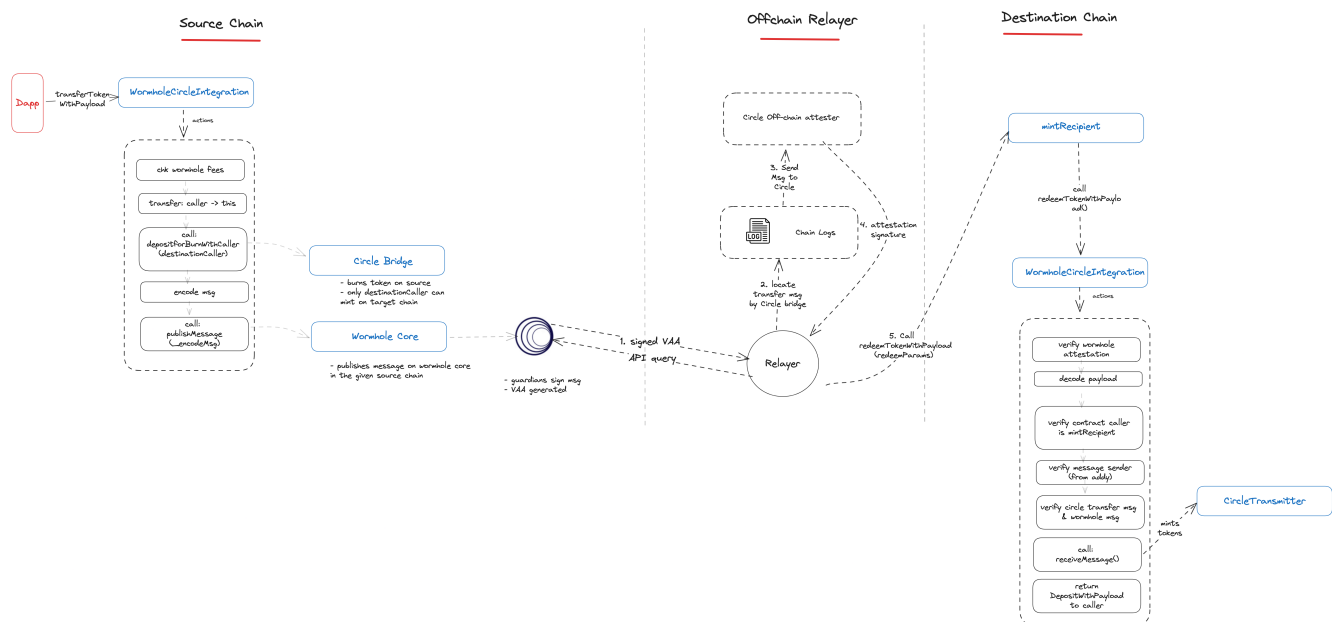 Source Chain
Offchain Relayer
Destination Chain
Dapp
transferToken
WithPayload
WormholeCircleIntegration
actions
chk wormhole fees
transfer: caller -> this
call:
depositforBurnWithCaller
(destinationCaller)
encode msg
call:
publishMessage
(_encodeMsg)
Circle Bridge
- burns token on source
- only destinationCaller can
mint on target chain
Wormhole Core
- publishes message on wormhole core
in the given source chain
- guardians sign msg
- VAA generated
1. signed VAA
API query
Circle Off-chain attester
3. Send
Msg to
Circle
LOG
Chain Logs
4. attestation
signature
2. locate
transfer msg
by Circle bridge
Relayer
5. Call
redeemTokenWithPayload
(redeemParams)
mintRecipient
call
redeemTokenWithPaylo
ad()
WormholeCircleIntegration
actions
verify wormhole
attestation
decode payload
verify contract caller
is mintRecipient
verify message sender
(from addy)
verify circle transfer msg
& wormhole msg
call:
receiveMessage()
return
DepositWithPayload
to caller
mints
tokens
CircleTransmitter